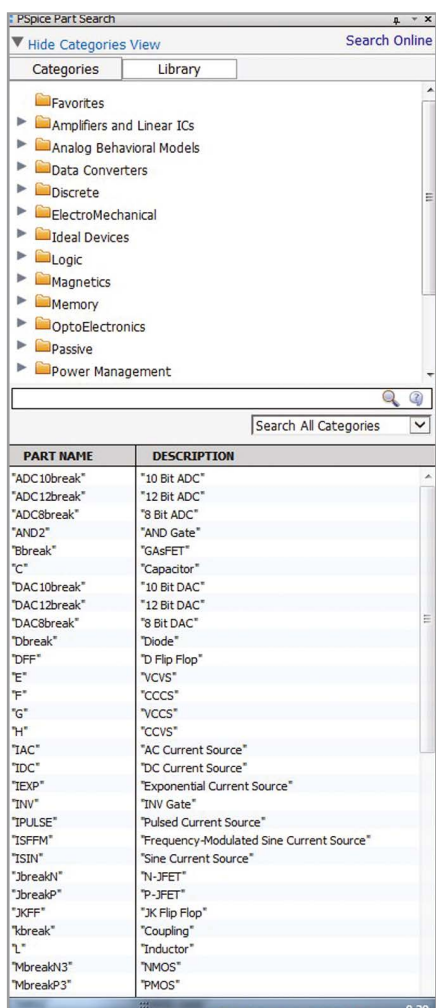 PSpice Part Search
Hide Categories View Search Online
Categories Library
Favorites
Amplifiers and Linear ICs
Analog Behavioral Models
Data Converters
Discrete
ElectroMechanical
Ideal Devices
Logic
Magnetics
Memory
OptoElectronics
Passive
Power Management
Search All Categories
PART NAME DESCRIPTION
"ADC10break" "10 Bit ADC"
"ADC12break" "12 Bit ADC"
"ADC8break" "8 Bit ADC"
"AND2" "AND Gate"
"Bbreak" "GAsFET"
"C" "Capacitor"
"DAC10break" "10 Bit DAC"
"DAC12break" "12 Bit DAC"
"DAC8break" "8 Bit DAC"
"Dbreak" "Diode"
"DFF" "D Flip Flop"
"E" "VCVS"
"F" "CCCS"
"G" "VCCS"
"H" "CCVS"
"IAC" "AC Current Source"
"IDC" "DC Current Source"
"IEXP" "Exponential Current Source"
"INV" "INV Gate"
"IPULSE" "Pulsed Current Source"
"ISFFM" "Frequency-Modulated Sine Current Source"
"ISIN" "Sine Current Source"
"JbreakN" "N-JFET"
"JbreakP" "P-JFET"
"JKFF" "JK Flip Flop"
"kbreak" "Coupling"
"L" "Inductor"
"MbreakN3" "NMOS"
"MbreakP3" "PMOS"